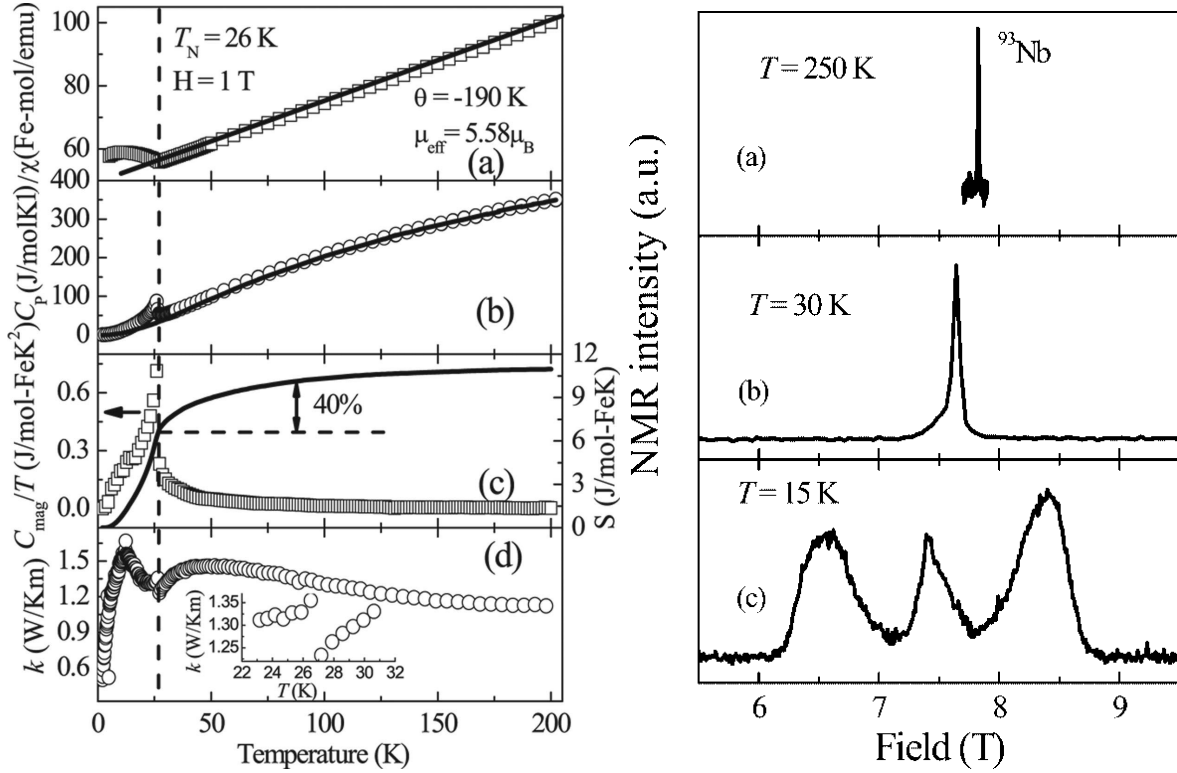 100
80
60
40
T_N = 26 K
H = 1 T
θ = -190 K
μ_eff = 5.58μ_B
(a)
1/χ(Fe-mol/emu)
400
300
200
100
0
(b)
C_P (J/molK)
0.6
0.3
0.0
12
9
6
3
0
40%
(c)
C_mag/T (J/mol-FeK²)
S (J/mol-FeK)
1.5
1.2
0.9
0.6
(d)
k (W/Km)
1.35
1.30
1.25
k (W/Km)
22 24 26 28 30 32
T (K)
0 50 100 150 200
Temperature (K)
T = 250 K
⁹³Nb
(a)
T = 30 K
(b)
T = 15 K
(c)
NMR intensity (a.u.)
6 7 8 9
Field (T)